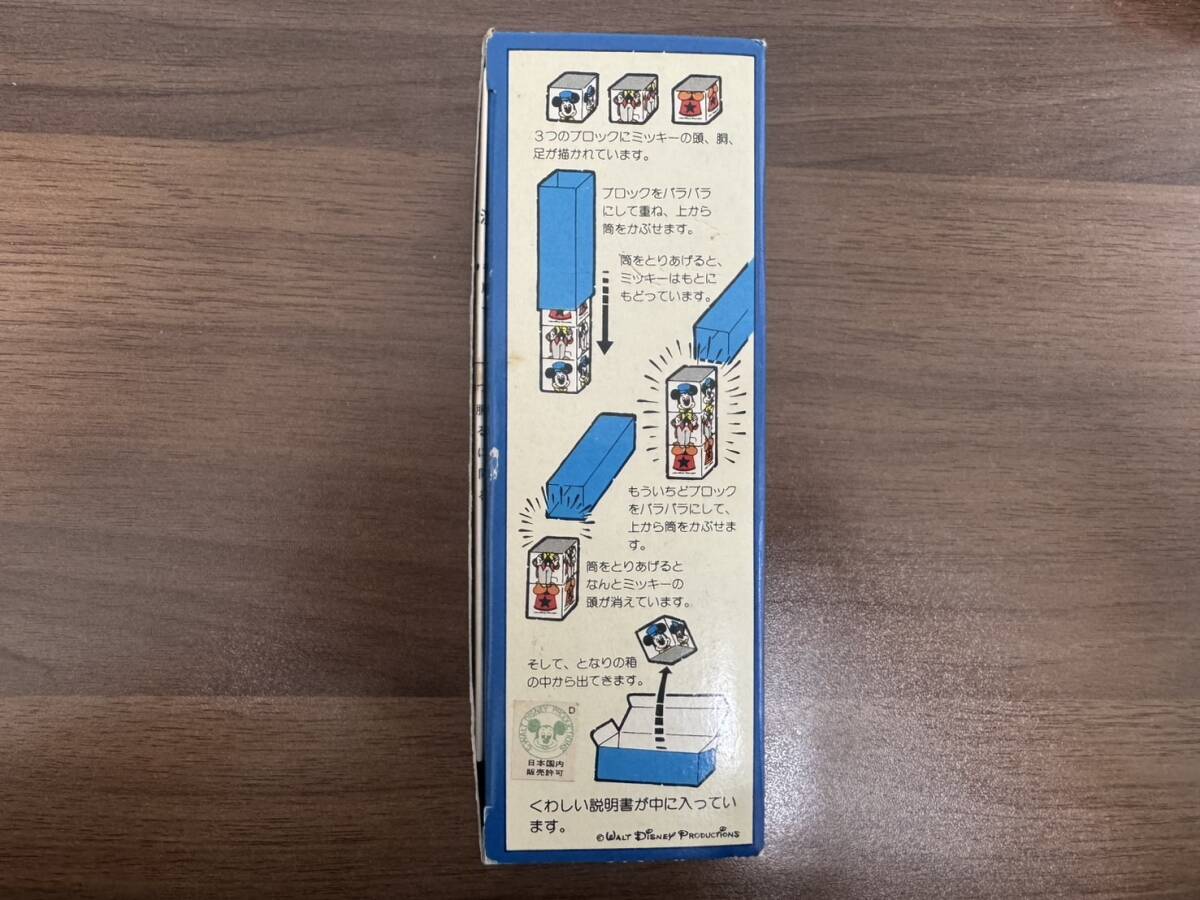 3つのブロックにミッキーの頭、胴、
足が描かれています。
ブロックをバラバラ
にして重ね、上から
筒をかぶせます。
筒をとりあげると、
ミッキーはもとに
もどっています。
もういちどブロック
をバラバラにして、
上から筒をかぶせま
す。
筒をとりあげると
なんとミッキーの
頭が消えています。
そして、となりの箱
の中から出てきます。
D
© WALT DISNEY PRODUCTIONS
日本国内
販売許可
くわしい説明書が中に入ってい
ます。
©WALT DISNEY PRODUCTIONS